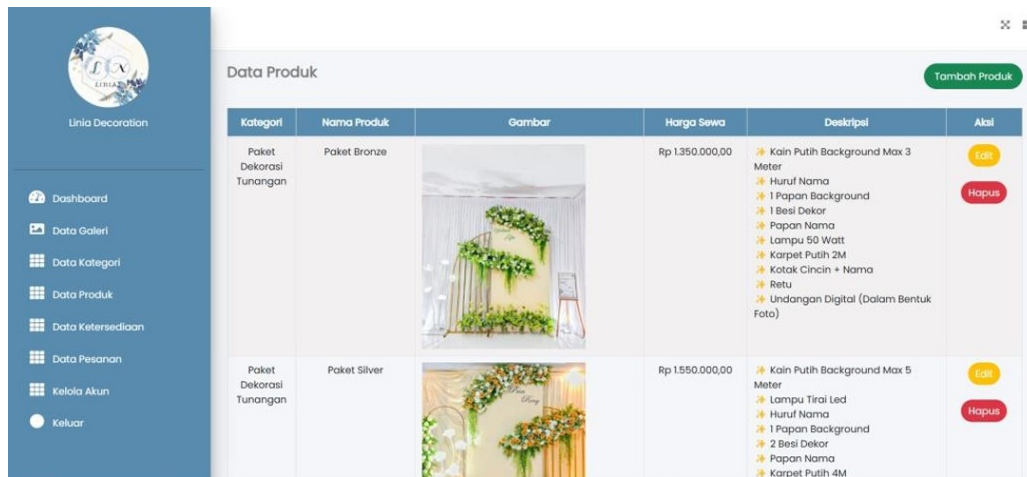 Linia Decoration
Dashboard
Data Galeri
Data Kategori
Data Produk
Data Ketersediaan
Data Pesanan
Kelola Akun
Keluar
Data Produk
Tambah Produk
Kategori
Nama Produk
Gambar
Harga Sewa
Deskripsi
Aksi
Paket
Dekorasi
Tunangan
Paket Bronze
Rp 1.350.000,00
✨ Kain Putih Background Max 3
Meter
✨ Huruf Nama
✨ 1 Papan Background
✨ 1 Besi Dekor
✨ Papan Nama
✨ Lampu 50 Watt
✨ Karpet Putih 2M
✨ Kotak Cincin + Nama
✨ Retu
✨ Undangan Digital (Dalam Bentuk
Foto)
Edit
Hapus
Paket
Dekorasi
Tunangan
Paket Silver
Rp 1.550.000,00
✨ Kain Putih Background Max 5
Meter
✨ Lampu Tirai Led
✨ Huruf Nama
✨ 1 Papan Background
✨ 2 Besi Dekor
✨ Papan Nama
✨ Karpet Putih 4M
Edit
Hapus